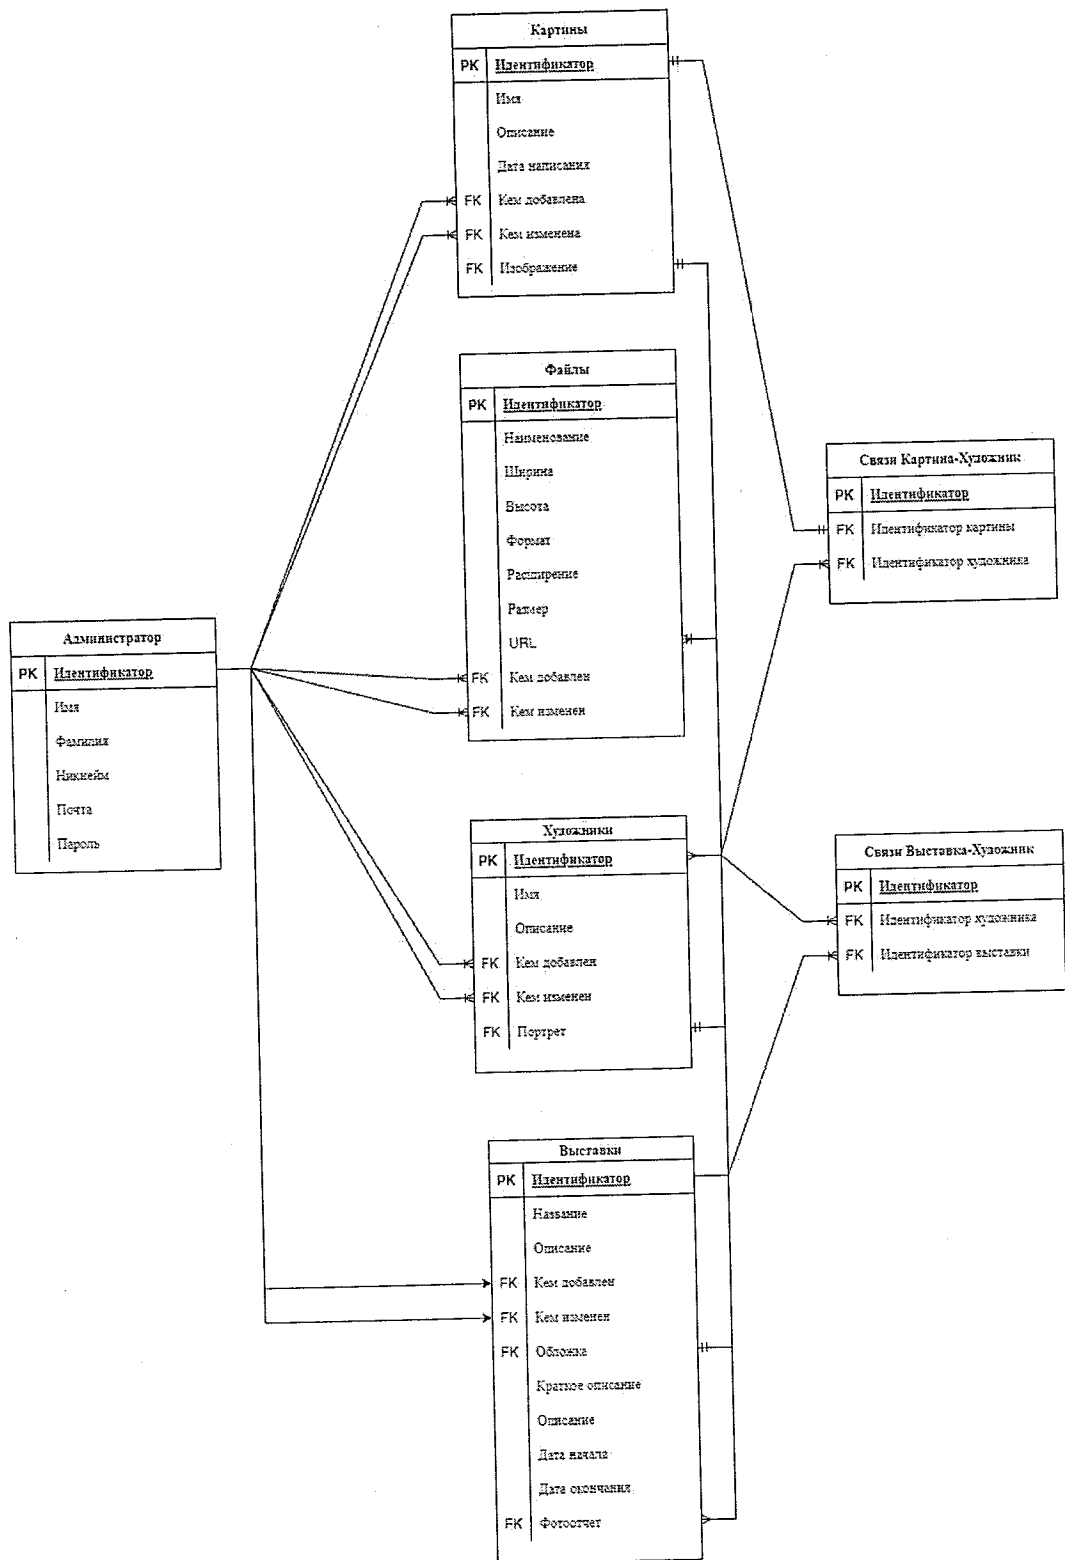 Картины
PK Идентификатор
Имя
Описание
Дата написания
FK Кем добавлена
FK Кем изменена
FK Изображение
Файлы
PK Идентификатор
Наименование
Ширина
Высота
Формат
Расширение
Размер
URL
FK Кем добавлен
FK Кем изменен
Связи Картина-Художник
PK Идентификатор
FK Идентификатор картины
FK Идентификатор художника
Администратор
PK Идентификатор
Имя
Фамилия
Никнейм
Почта
Пароль
Художники
PK Идентификатор
Имя
Описание
FK Кем добавлен
FK Кем изменен
FK Портрет
Связи Выставка-Художник
PK Идентификатор
FK Идентификатор художника
FK Идентификатор выставки
Выставки
PK Идентификатор
Название
Описание
FK Кем добавлен
FK Кем изменен
FK Обложка
Краткое описание
Описание
Дата начала
Дата окончания
FK Фотоотчет